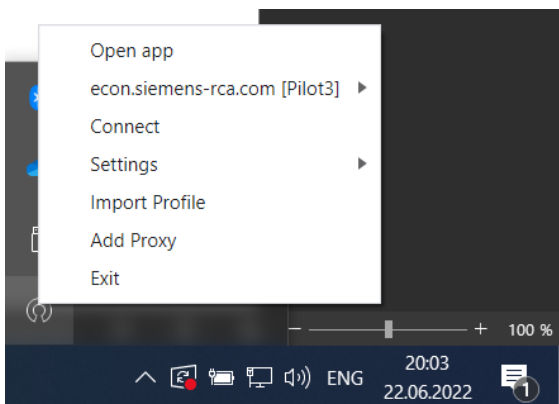 Open app
econ.siemens-rca.com [Pilot3]
Connect
Settings
Import Profile
Add Proxy
Exit
100 %
ENG
20:03
22.06.2022
1